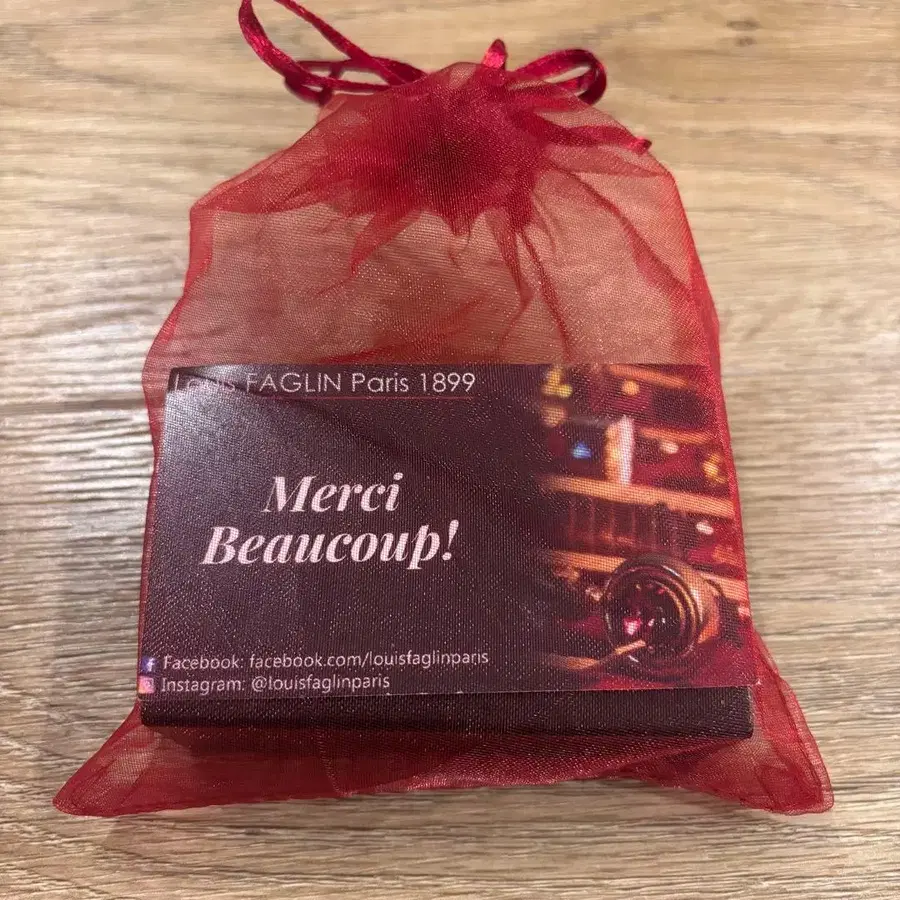 Louis FAGLIN Paris 1899
Merci
Beaucoup!
Facebook: facebook.com/louisfaglinparis
Instagram: @louisfaglinparis